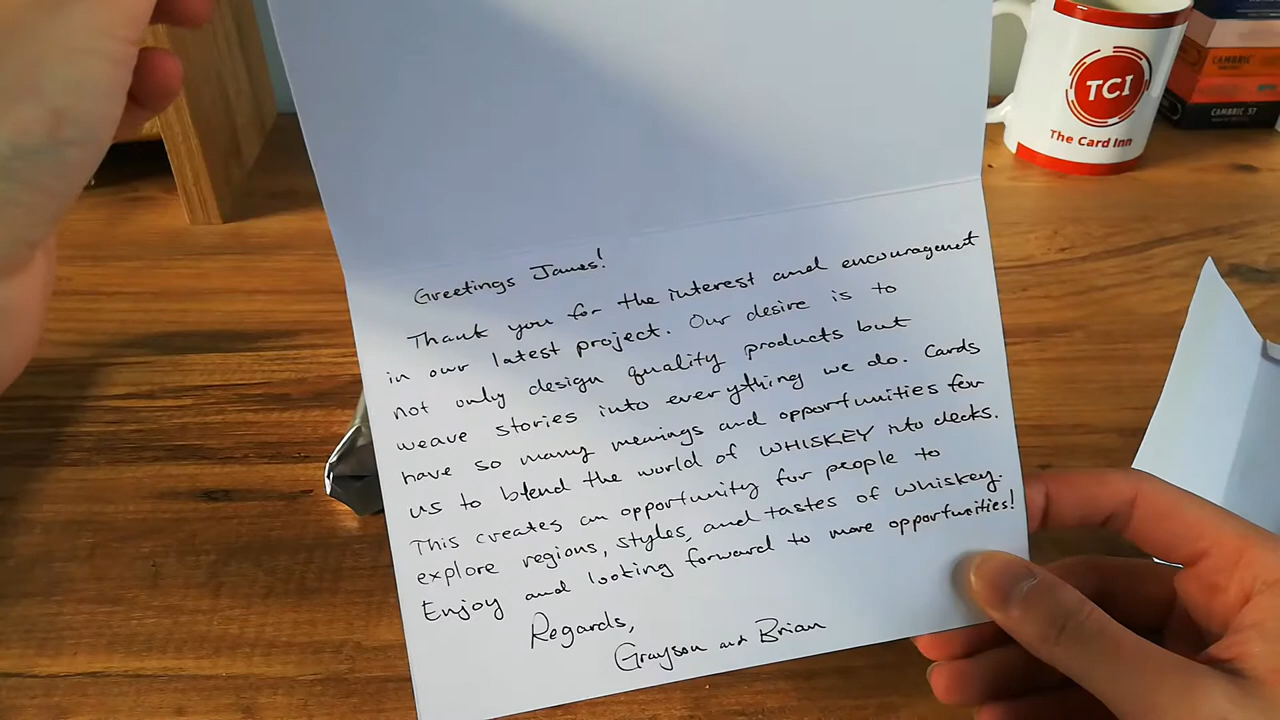 TCI
The Card Inn
CAMBRIC
CAMBRIC 37
Greetings James!
Thank you for the interest and encouragement
in our latest project. Our desire is to
not only design quality products but
weave stories into everything we do. Cards
have so many meanings and opportunities for
us to blend the world of WHISKEY into decks.
This creates an opportunity for people to
explore regions, styles, and tastes of whiskey.
Enjoy and looking forward to more opportunities!
Regards,
Grayson and Brian